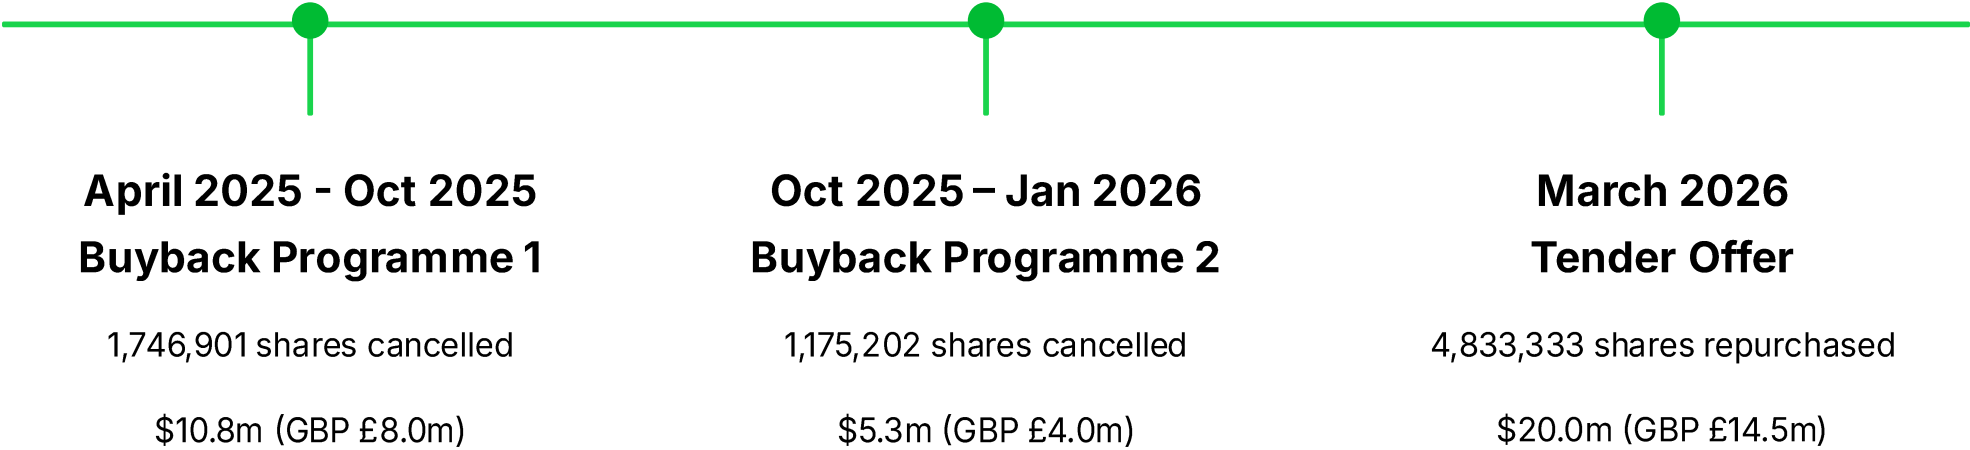 April 2025 - Oct 2025
Buyback Programme 1
1,746,901 shares cancelled
$10.8m (GBP £8.0m)
Oct 2025 – Jan 2026
Buyback Programme 2
1,175,202 shares cancelled
$5.3m (GBP £4.0m)
March 2026
Tender Offer
4,833,333 shares repurchased
$20.0m (GBP £14.5m)